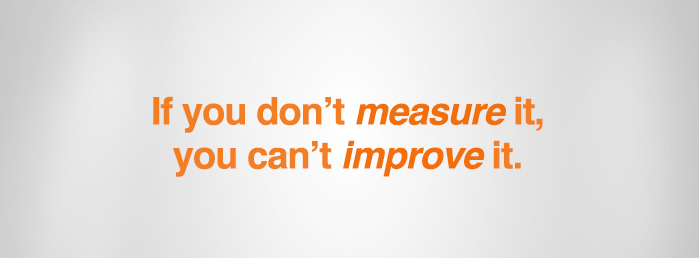 If you don’t measure it,
you can’t improve it.